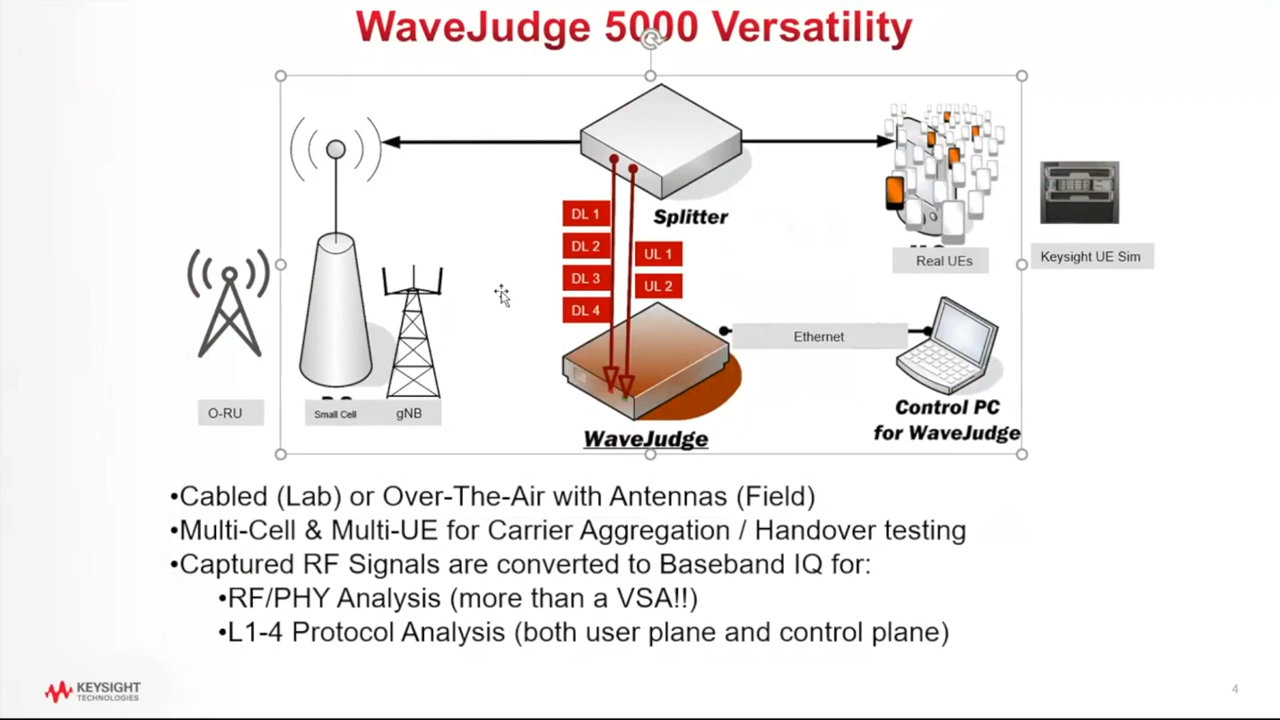 WaveJudge 5000 Versatility
Splitter
DL 1
DL 2
DL 3
DL 4
UL 1
UL 2
Real UEs
Keysight UE Sim
Ethernet
O-RU
Small Cell
gNB
WaveJudge
Control PC
for WaveJudge
•Cabled (Lab) or Over-The-Air with Antennas (Field)
•Multi-Cell & Multi-UE for Carrier Aggregation / Handover testing
•Captured RF Signals are converted to Baseband IQ for:
•RF/PHY Analysis (more than a VSA!!)
•L1-4 Protocol Analysis (both user plane and control plane)
KEYSIGHT
TECHNOLOGIES
4